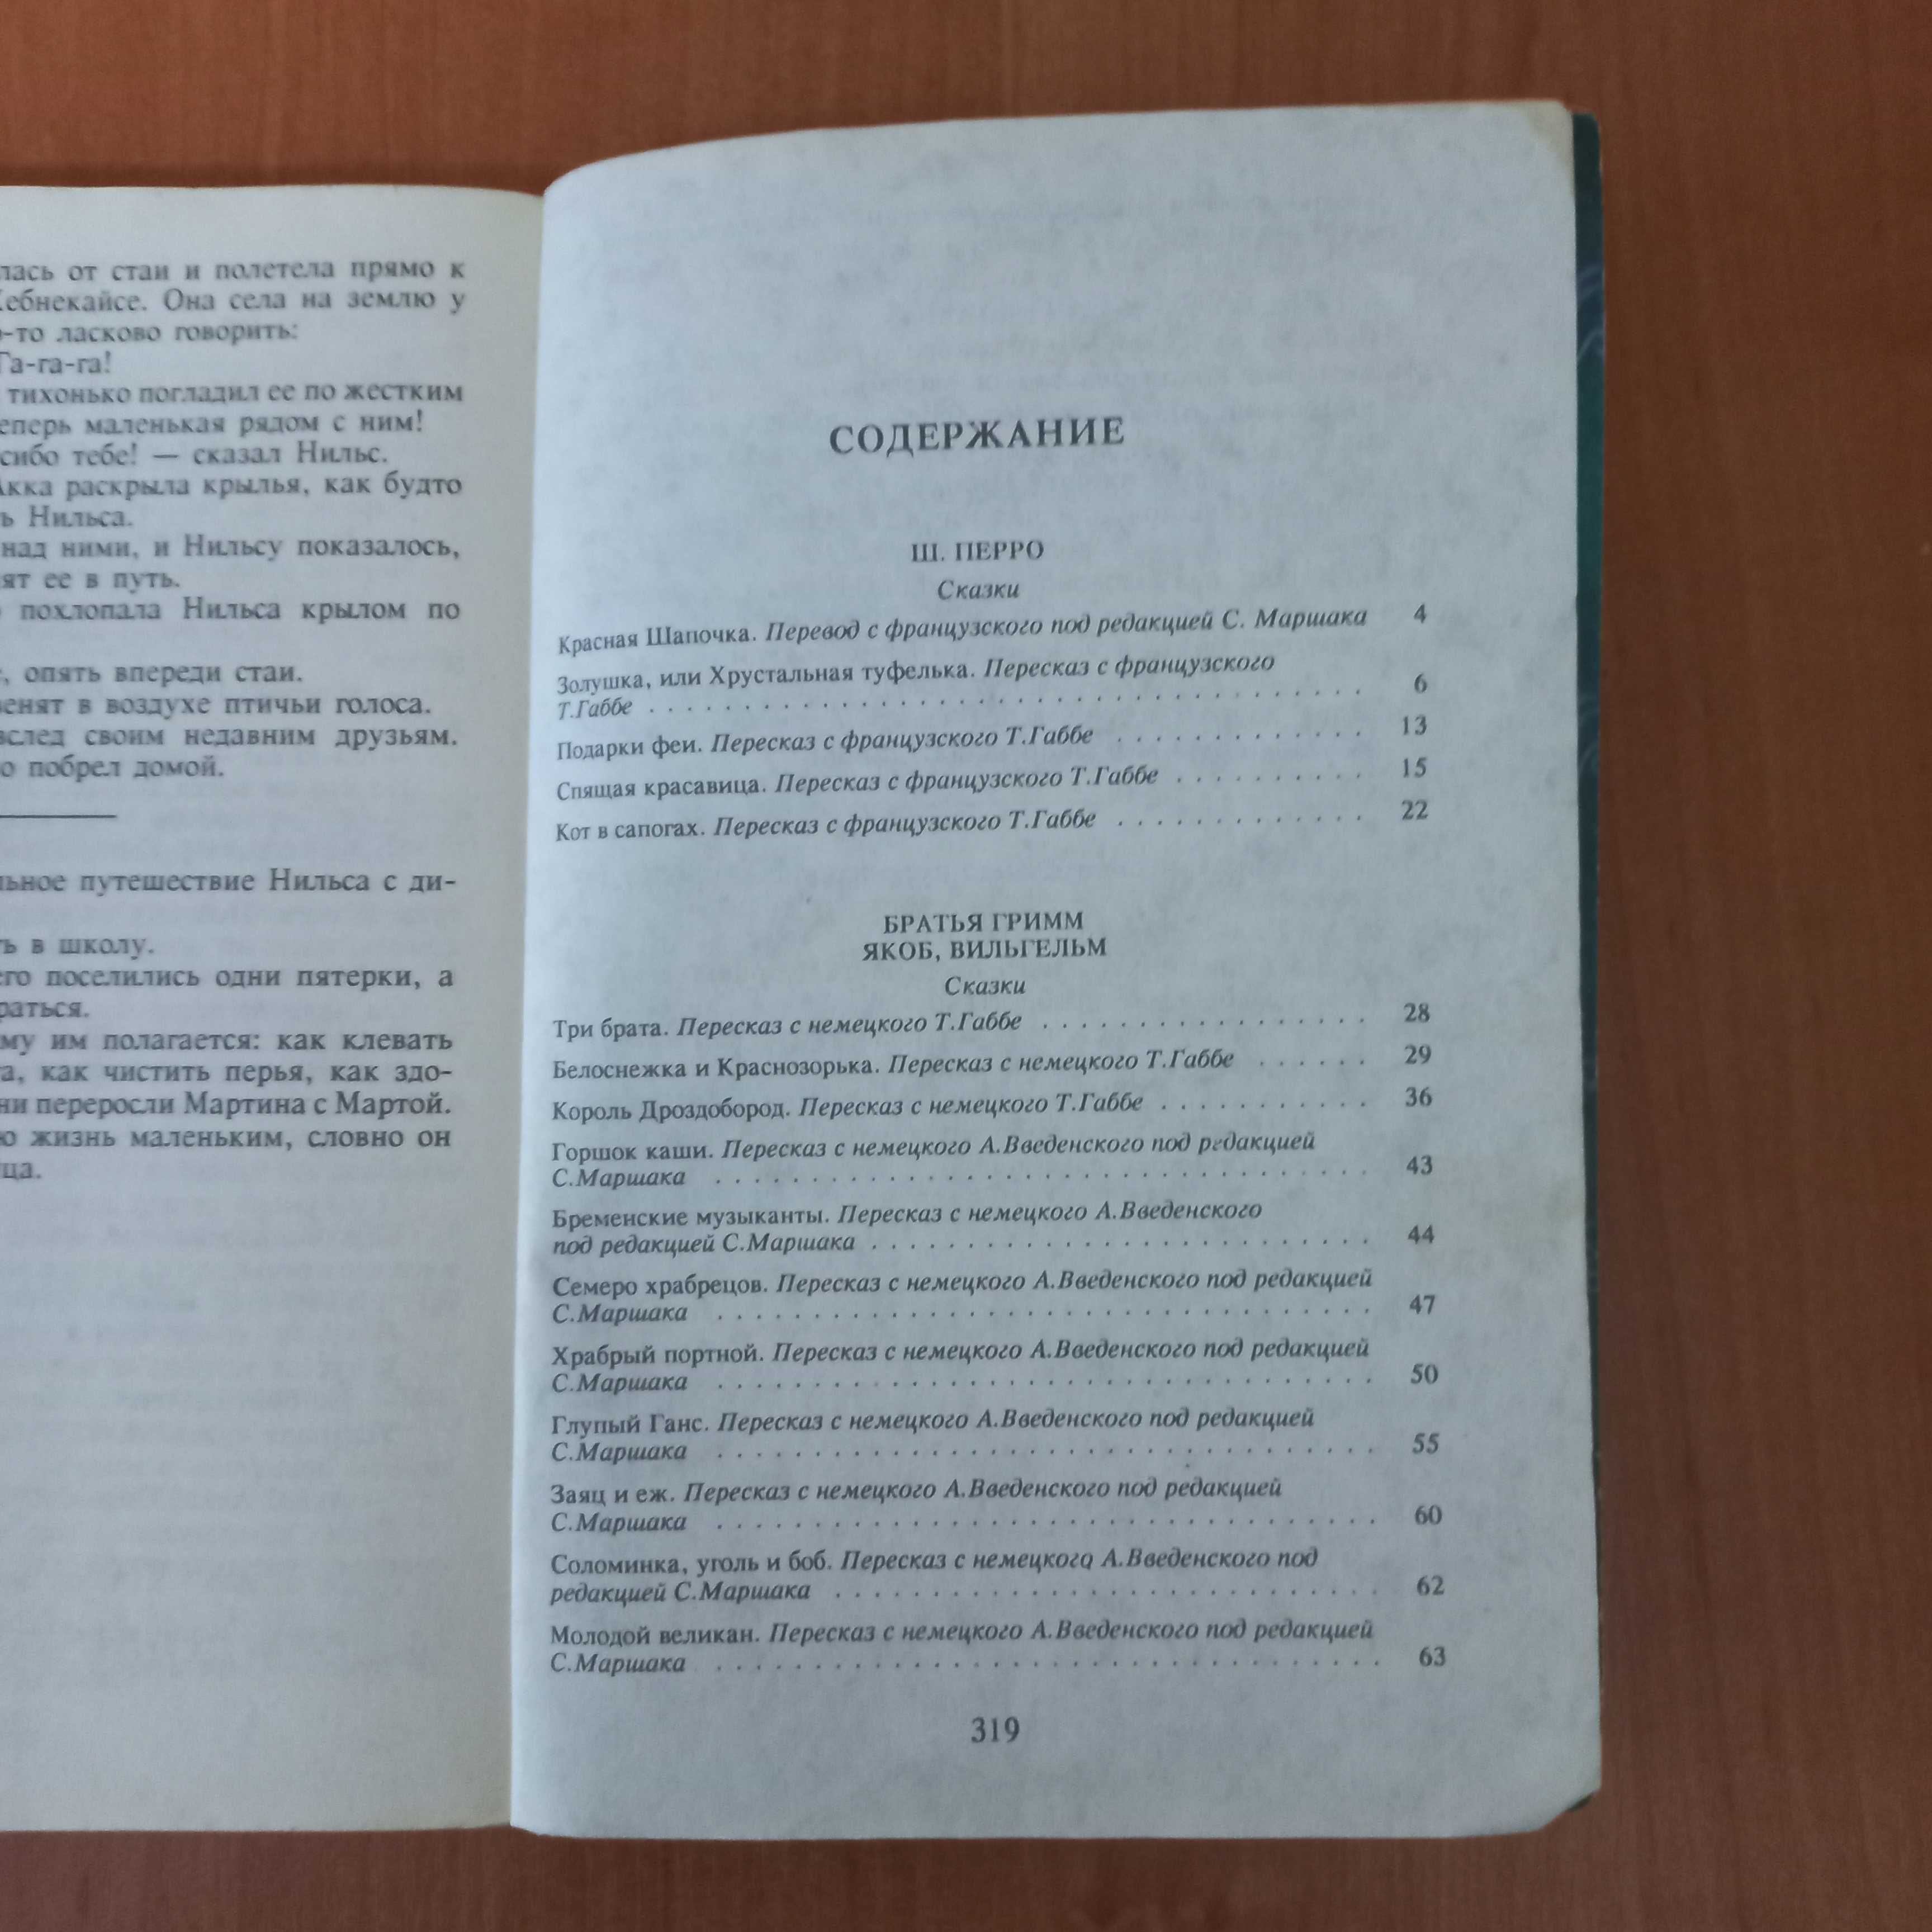 лась от стаи и полетела прямо к
Кебнекайсе. Она села на землю у
-то ласково говорить:
Га-га-га!
тихонько погладил ее по жестким
теперь маленькая рядом с ним!
сибо тебе! — сказал Нильс.
Акка раскрыла крылья, как будто
ь Нильса.
над ними, и Нильсу показалось,
ят ее в путь.
похлопала Нильса крылом по
, опять впереди стаи.
венят в воздухе птичьи голоса.
вслед своим недавним друзьям.
о побрел домой.
льное путешествие Нильса с ди-
ть в школу.
его поселились одни пятерки, а
раться.
му им полагается: как клевать
а, как чистить перья, как здо-
ни переросли Мартина с Мартой.
ю жизнь маленьким, словно он
ца.
СОДЕРЖАНИЕ
Ш. ПЕРРО
Сказки
Красная Шапочка. Перевод с французского под редакцией С. Маршака 4
Золушка, или Хрустальная туфелька. Пересказ с французского
Т.Габбе . . . . . . . . . . . . . . . . . . . . 6
Подарки феи. Пересказ с французского Т.Габбе . . . . . . . . . . . . . 13
Спящая красавица. Пересказ с французского Т.Габбе . . . . . . . . . . 15
Кот в сапогах. Пересказ с французского Т.Габбе . . . . . . . . . . . . . 22
БРАТЬЯ ГРИММ
ЯКОБ, ВИЛЬГЕЛЬМ
Сказки
Три брата. Пересказ с немецкого Т.Габбе . . . . . . . . . . . . . . . . . 28
Белоснежка и Краснозорька. Пересказ с немецкого Т.Габбе . . . . . . 29
Король Дроздобород. Пересказ с немецкого Т.Габбе . . . . . . . . . . . 36
Горшок каши. Пересказ с немецкого А.Введенского под редакцией
С.Маршака . . . . . . . . . . . . . . . . . . . . 43
Бременские музыканты. Пересказ с немецкого А.Введенского
под редакцией С.Маршака . . . . . . . . . . . . . . . . . . . . 44
Семеро храбрецов. Пересказ с немецкого А.Введенского под редакцией
С.Маршака . . . . . . . . . . . . . . . . . . . . 47
Храбрый портной. Пересказ с немецкого А.Введенского под редакцией
С.Маршака . . . . . . . . . . . . . . . . . . . . 50
Глупый Ганс. Пересказ с немецкого А.Введенского под редакцией
С.Маршака . . . . . . . . . . . . . . . . . . . . 55
Заяц и еж. Пересказ с немецкого А.Введенского под редакцией
С.Маршака . . . . . . . . . . . . . . . . . . . . 60
Соломинка, уголь и боб. Пересказ с немецкого А.Введенского под
редакцией С.Маршака . . . . . . . . . . . . . . . . . . . . 62
Молодой великан. Пересказ с немецкого А.Введенского под редакцией
С.Маршака . . . . . . . . . . . . . . . . . . . . 63
319